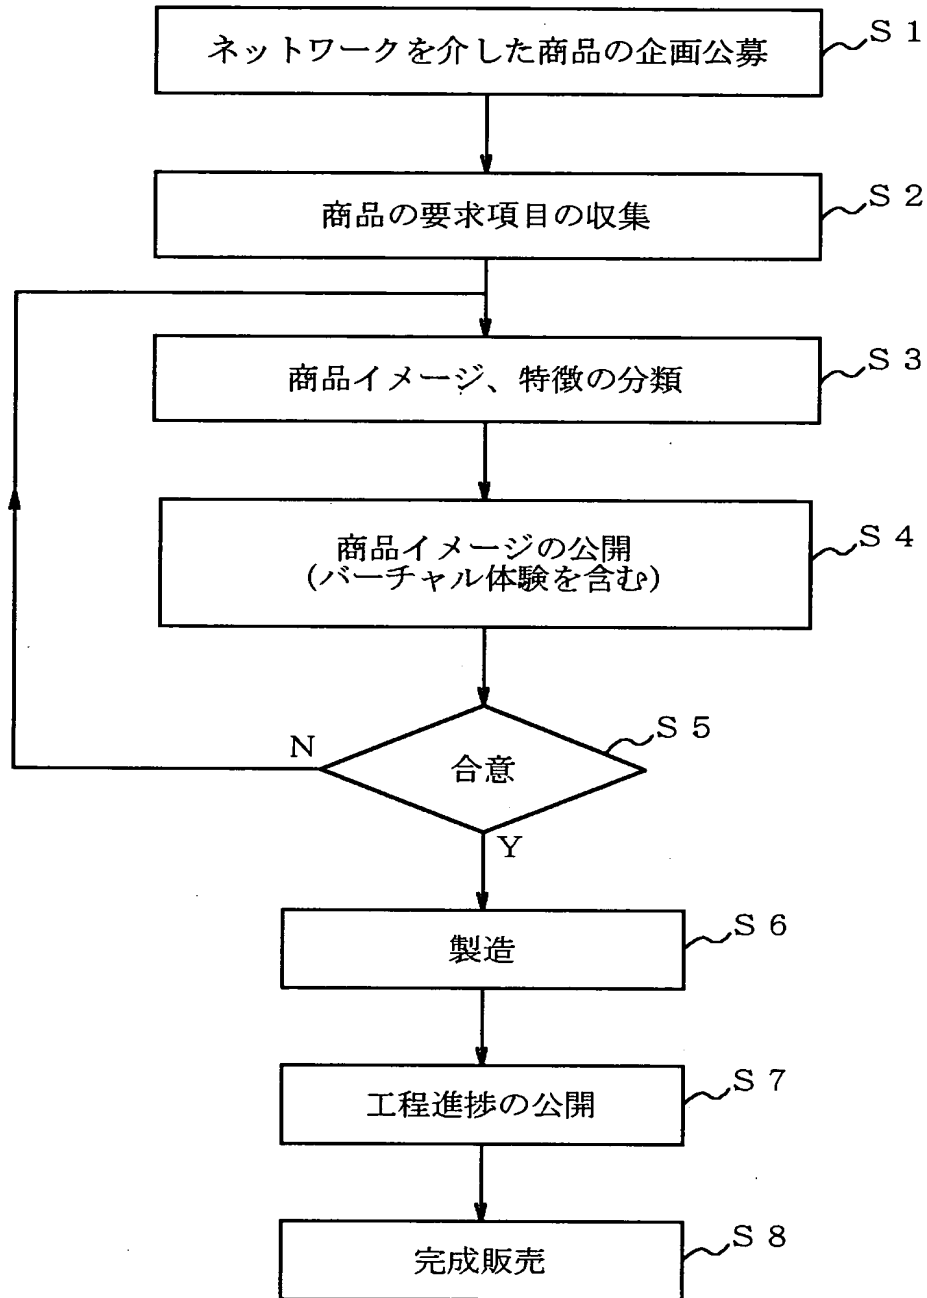 ネットワークを介した商品の企画公募
S 1
商品の要求項目の収集
S 2
商品イメージ、特徴の分類
S 3
商品イメージの公開
(バーチャル体験を含む)
S 4
合意
S 5
N
Y
製造
S 6
工程進捗の公開
S 7
完成販売
S 8